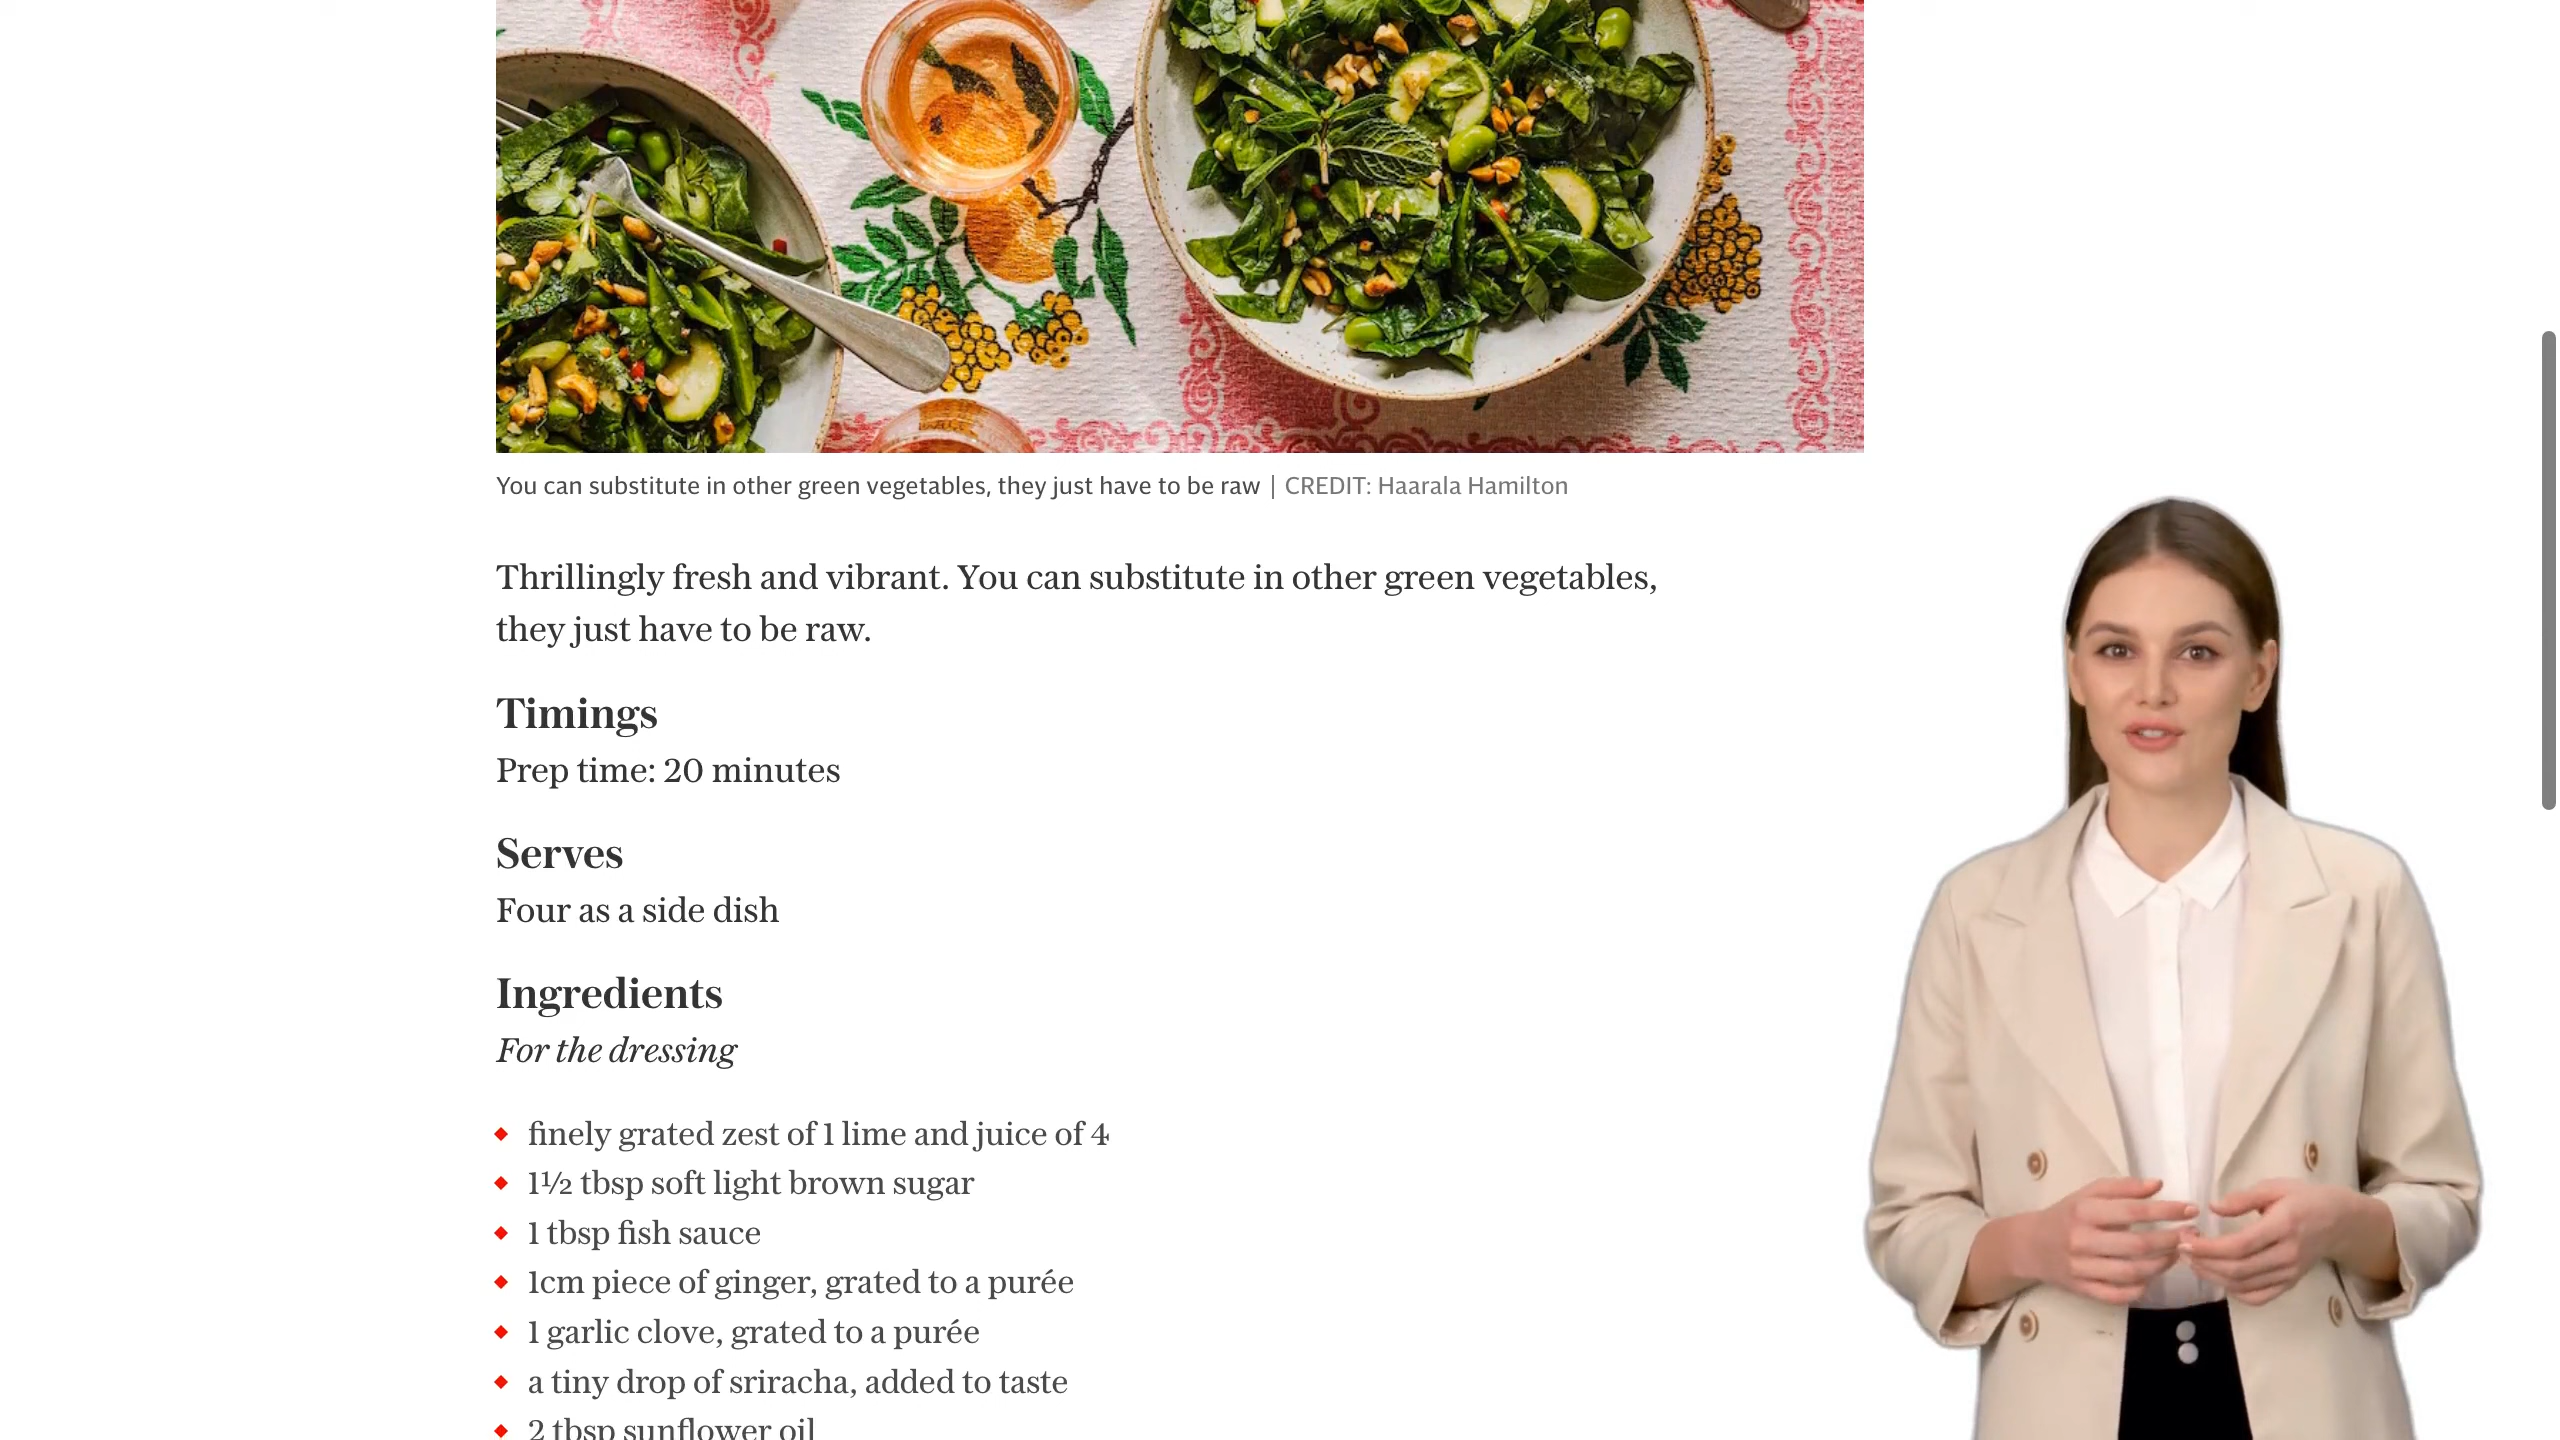 You can substitute in other green vegetables, they just have to be raw | CREDIT: Haarala Hamilton
Thrillingly fresh and vibrant. You can substitute in other green vegetables,
they just have to be raw.
Timings
Prep time: 20 minutes
Serves
Four as a side dish
Ingredients
For the dressing
finely grated zest of 1 lime and juice of 4
1½ tbsp soft light brown sugar
1 tbsp fish sauce
1cm piece of ginger, grated to a purée
1 garlic clove, grated to a purée
a tiny drop of sriracha, added to taste
2 tbsp sunflower oil